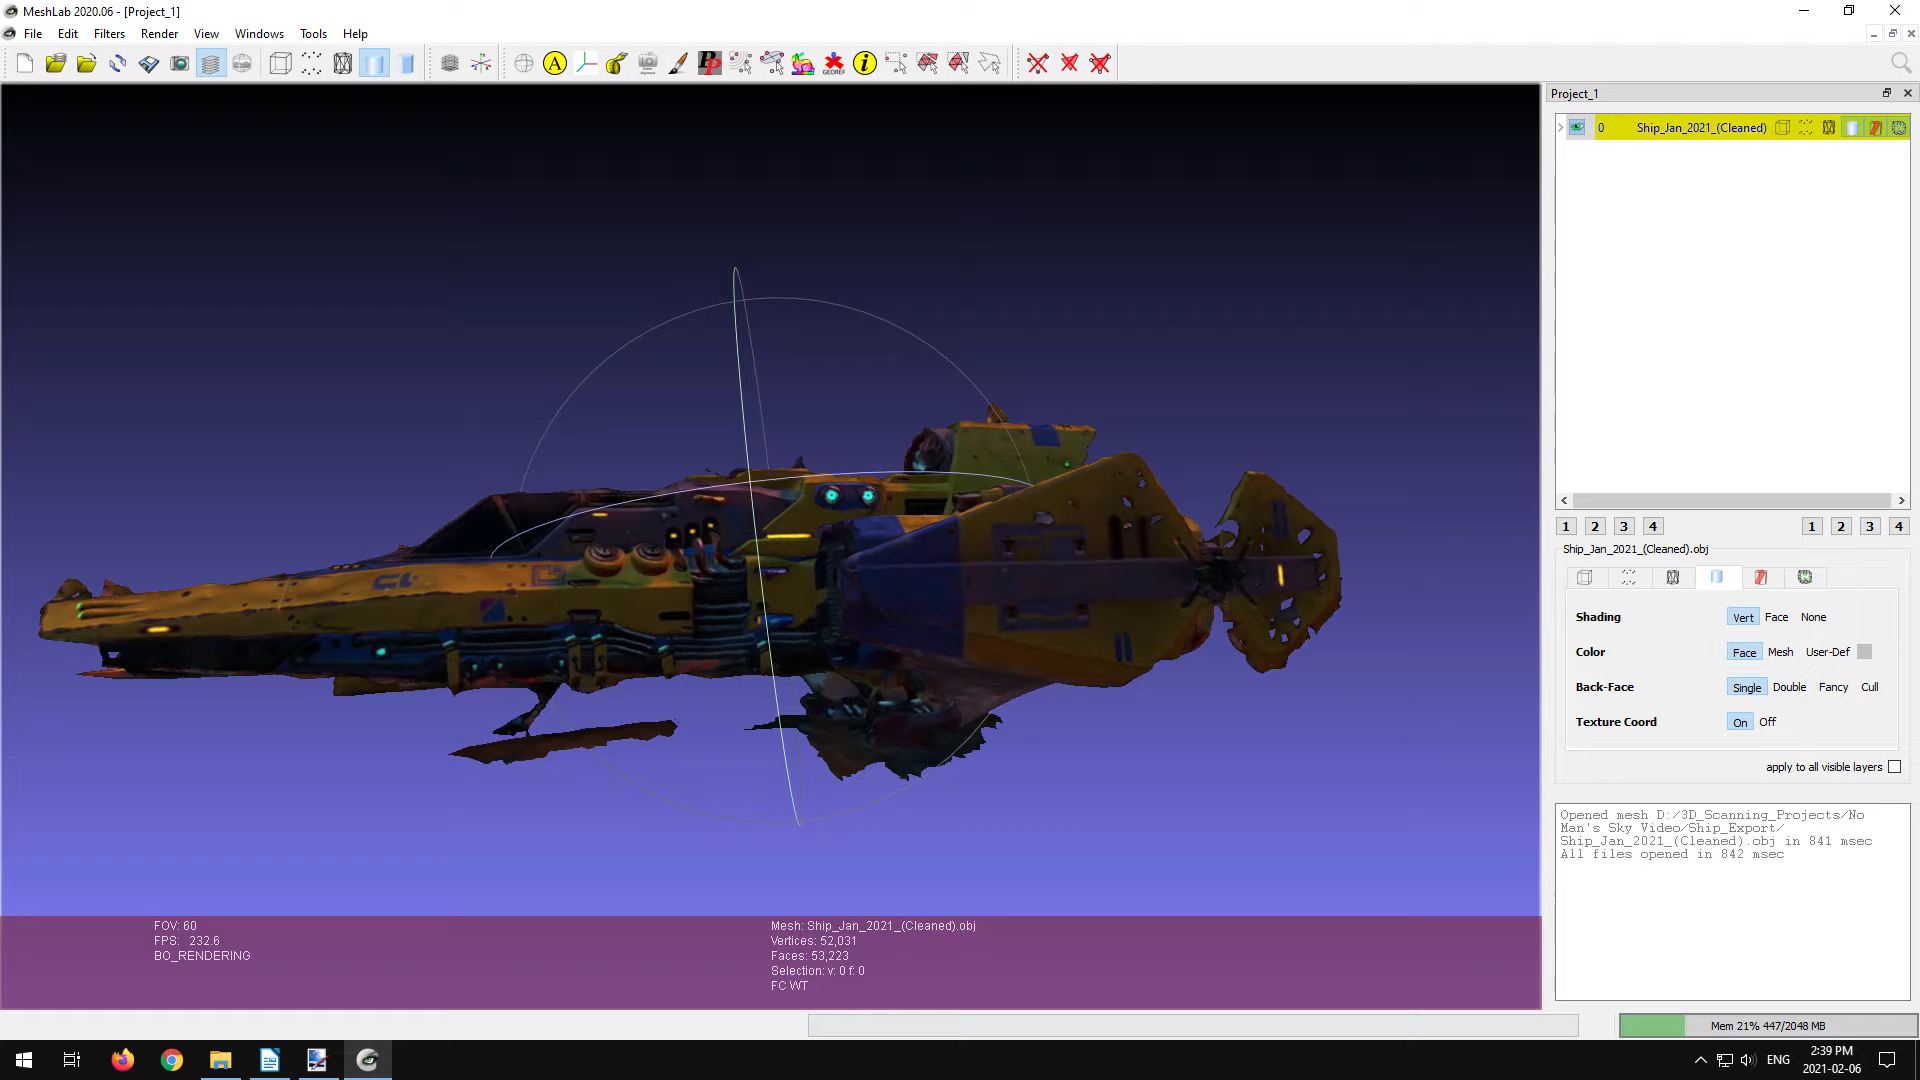 MeshLab 2020.06 - [Project_1]
File Edit Filters Render View Windows Tools Help
A PP GEOREF i
Project_1
0 Ship_Jan_2021_(Cleaned)
1 2 3 4 1 2 3 4
Ship_Jan_2021_(Cleaned).obj
Shading Vert Face None
Color Face Mesh User-Def
Back-Face Single Double Fancy Cull
Texture Coord On Off
apply to all visible layers
Opened mesh D:/3D_Scanning_Projects/No
Man's Sky Video/Ship_Export/
Ship_Jan_2021_(Cleaned).obj in 841 msec
All files opened in 842 msec
FOV: 60
FPS: 232.6
BO_RENDERING
Mesh: Ship_Jan_2021_(Cleaned).obj
Vertices: 52,031
Faces: 53,223
Selection: v: 0 f: 0
FC WT
Mem 21% 447/2048 MB
ENG
2:39 PM
2021-02-06